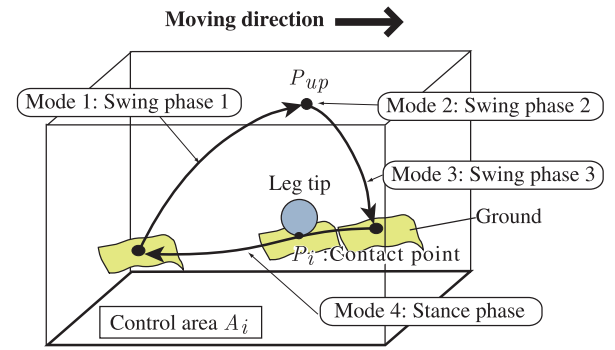 Moving direction
P_up
Mode 1: Swing phase 1
Mode 2: Swing phase 2
Mode 3: Swing phase 3
Leg tip
Ground
P_i :Contact point
Mode 4: Stance phase
Control area A_i